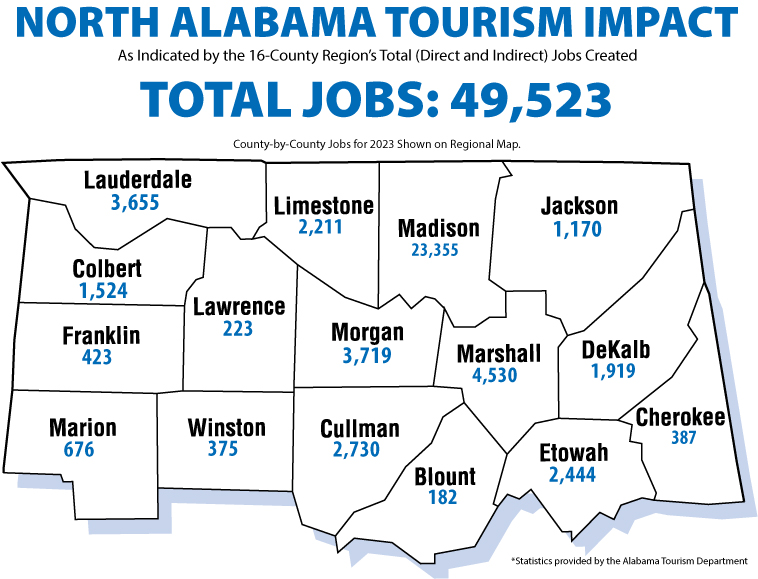 NORTH ALABAMA TOURISM IMPACT
As Indicated by the 16-County Region's Total (Direct and Indirect) Jobs Created
TOTAL JOBS: 49,523
County-by-County Jobs for 2023 Shown on Regional Map.
Lauderdale
3,655
Limestone
2,211
Madison
23,355
Jackson
1,170
Colbert
1,524
Lawrence
223
Franklin
423
Morgan
3,719
Marshall
4,530
DeKalb
1,919
Cherokee
387
Marion
676
Winston
375
Cullman
2,730
Blount
182
Etowah
2,444
*Statistics provided by the Alabama Tourism Department